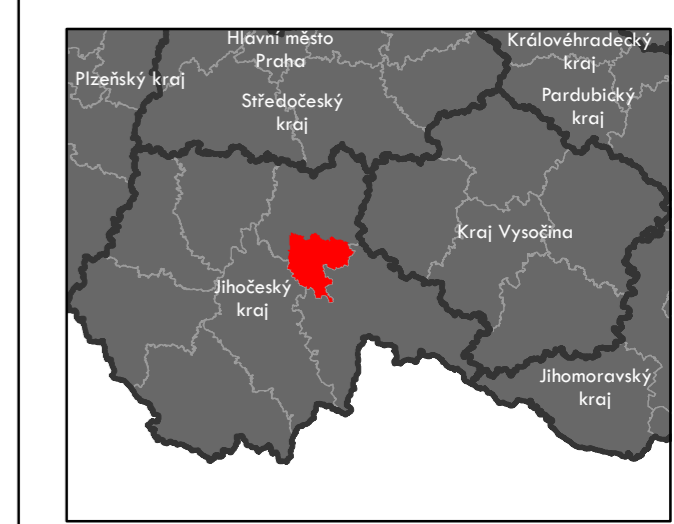 Hlavní město
Praha
Královéhradecký
kraj
Plzeňský kraj
Středočeský
kraj
Pardubický
kraj
Kraj Vysočina
Jihočeský
kraj
Jihomoravský
kraj